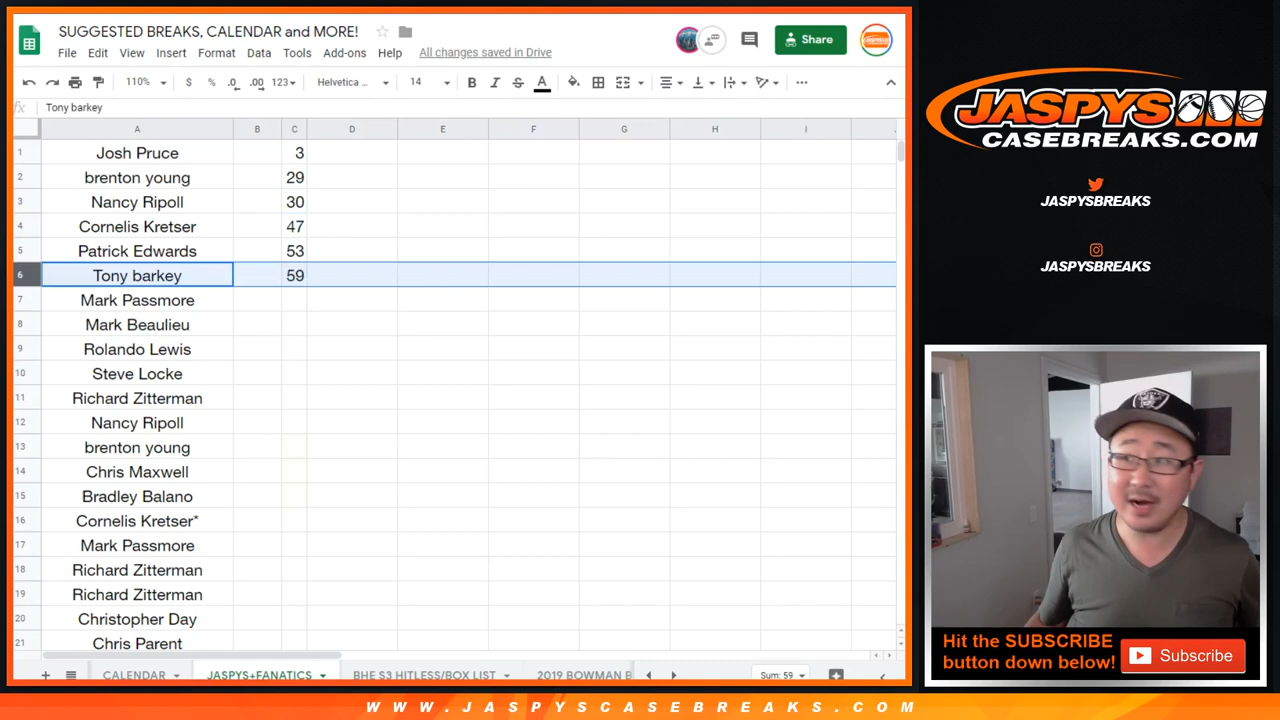 SUGGESTED BREAKS, CALENDAR and MORE!
File Edit View Insert Format Data Tools Add-ons Help All changes saved in Drive
Share
110% $ % .0 .00 123 Helvetica ... 14 B I S A
fx Tony barkey
A B C D E F G H I
1 Josh Pruce 3
2 brenton young 29
3 Nancy Ripoll 30
4 Cornelis Kretser 47
5 Patrick Edwards 53
6 Tony barkey 59
7 Mark Passmore
8 Mark Beaulieu
9 Rolando Lewis
10 Steve Locke
11 Richard Zitterman
12 Nancy Ripoll
13 brenton young
14 Chris Maxwell
15 Bradley Balano
16 Cornelis Kretser*
17 Mark Passmore
18 Richard Zitterman
19 Richard Zitterman
20 Christopher Day
21 Chris Parent
CALENDAR JASPYS+FANATICS BHE S3 HITLESS/BOX LIST 2019 BOWMAN B Sum: 59
JASPYS
CASEBREAKS.COM
JASPYSBREAKS
JASPYSBREAKS
Hit the SUBSCRIBE
button down below!
Subscribe
WWW.JASPYSCASEBREAKS.COM